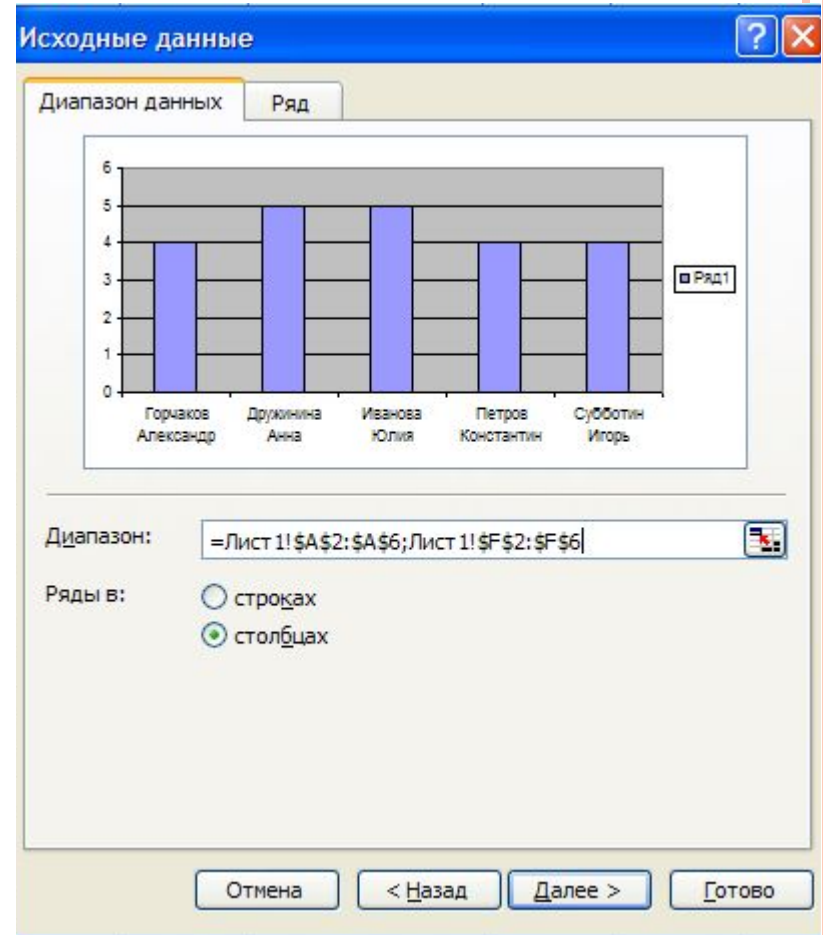 Исходные данные
Диапазон данных Ряд
6
5
4
3
2
1
0
Ряд1
Горчаков Дружинина Иванова Петров Субботин
Александр Анна Юлия Константин Игорь
Диапазон: =Лист1!$A$2:$A$6;Лист1!$F$2:$F$6
Ряды в: строках
столбцах
Отмена < Назад Далее > Готово